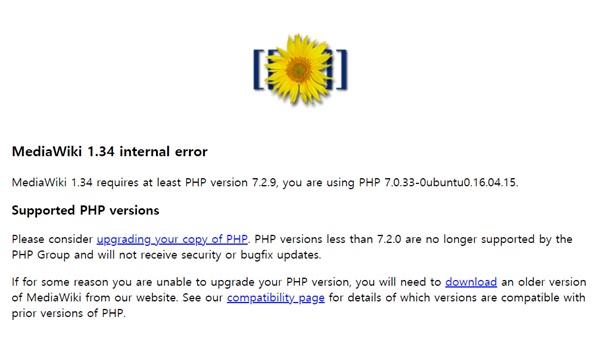 MediaWiki 1.34 internal error
MediaWiki 1.34 requires at least PHP version 7.2.9, you are using PHP 7.0.33-0ubuntu0.16.04.15.
Supported PHP versions
Please consider upgrading your copy of PHP. PHP versions less than 7.2.0 are no longer supported by the
PHP Group and will not receive security or bugfix updates.
If for some reason you are unable to upgrade your PHP version, you will need to download an older version
of MediaWiki from our website. See our compatibility page for details of which versions are compatible with
prior versions of PHP.